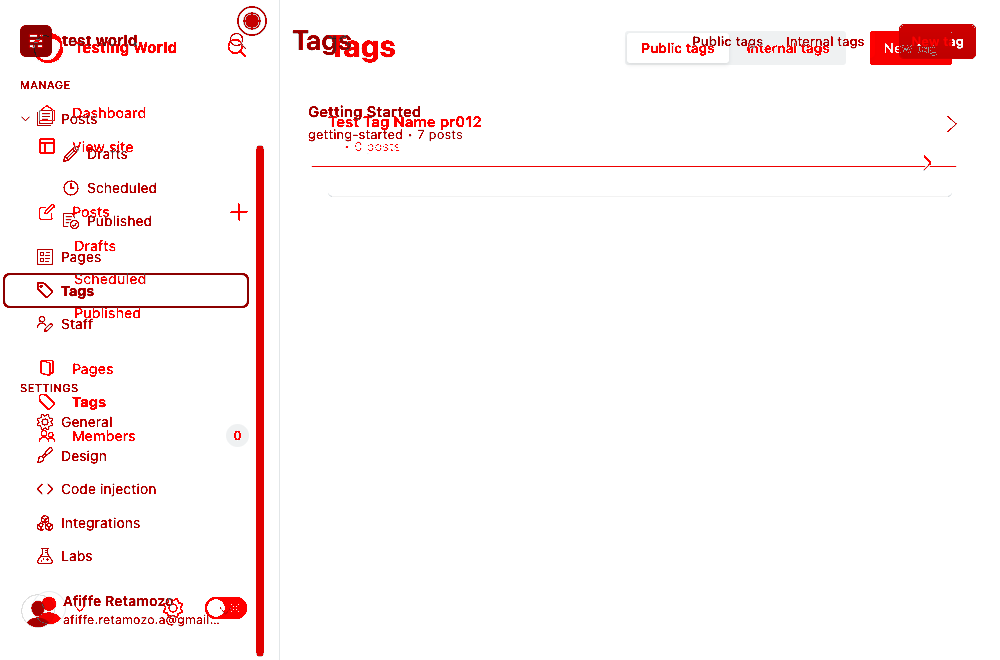 test world
Testing World
Tags
Tags
Public tags Internal tags
Public tags Internal tags
New tag
New tag
MANAGE
Dashboard
Posts
View site
Drafts
Scheduled
Posts
Published
Drafts
Pages
Scheduled
Tags
Published
Staff
Pages
SETTINGS
Tags
General
Members 0
Design
Code injection
Integrations
Labs
Afiffe Retamozo
afiffe.retamozo.a@gmail...
Getting Started
Test Tag Name pr012
getting-started • 7 posts
• 0 posts